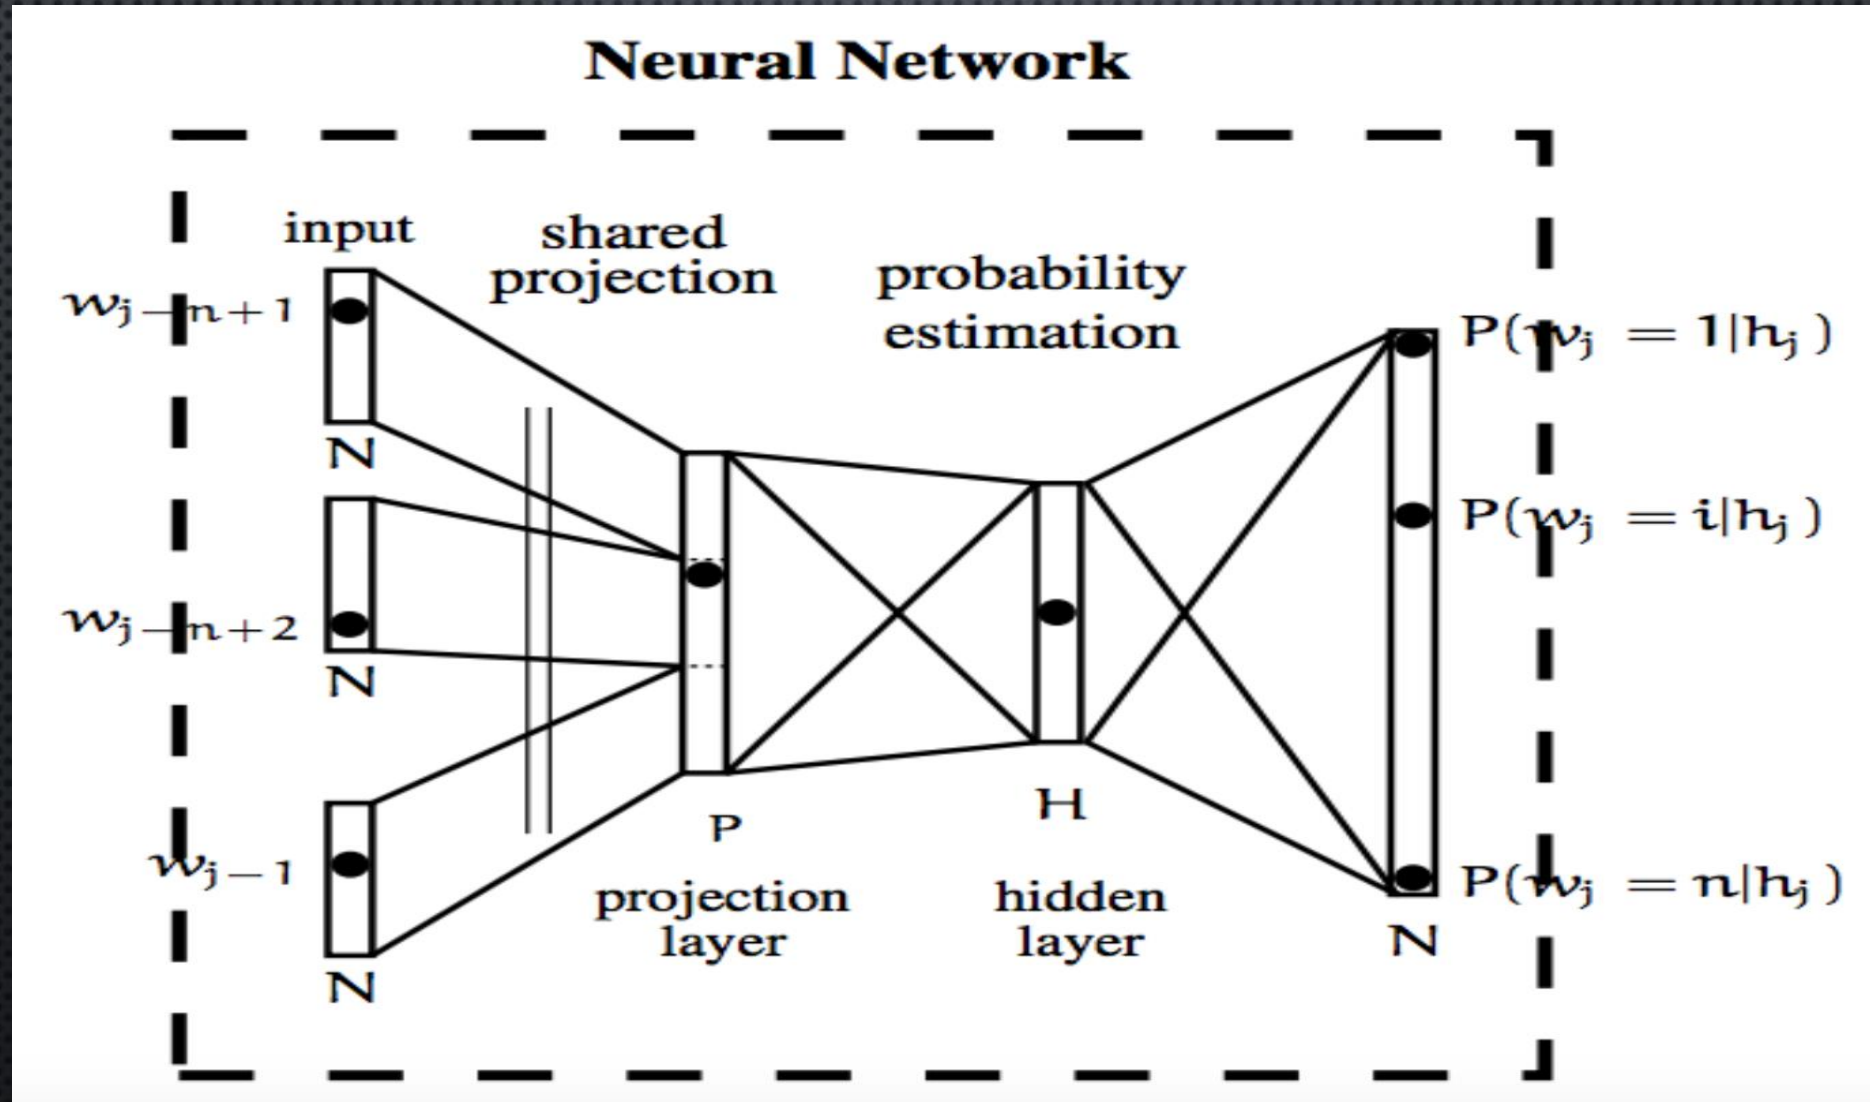 Neural Network
input
shared
projection
probability
estimation
w_{j-n+1}
N
w_{j-n+2}
N
w_{j-1}
N
P
projection
layer
H
hidden
layer
P(w_j = 1|h_j)
P(w_j = i|h_j)
P(w_j = n|h_j)
N